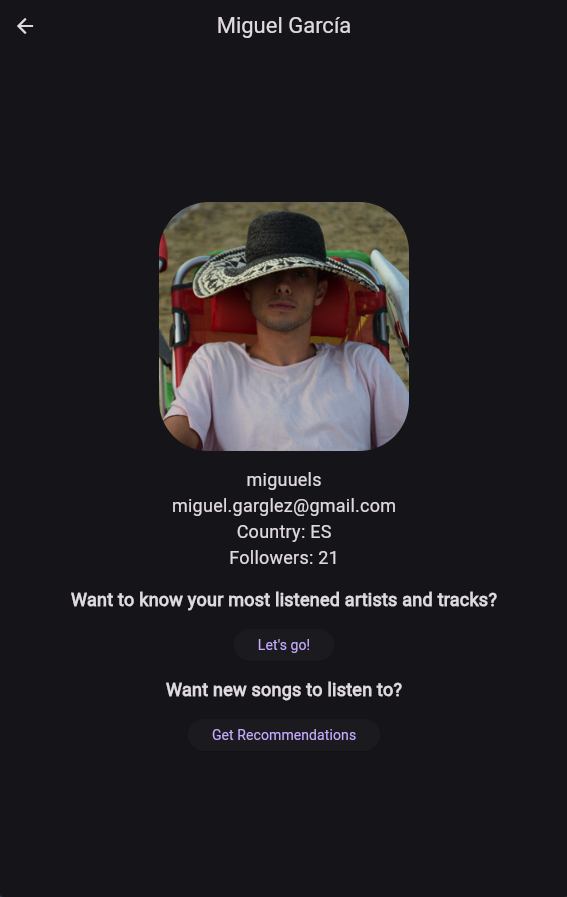 Miguel García
miguuels
miguel.garglez@gmail.com
Country: ES
Followers: 21
Want to know your most listened artists and tracks?
Let's go!
Want new songs to listen to?
Get Recommendations